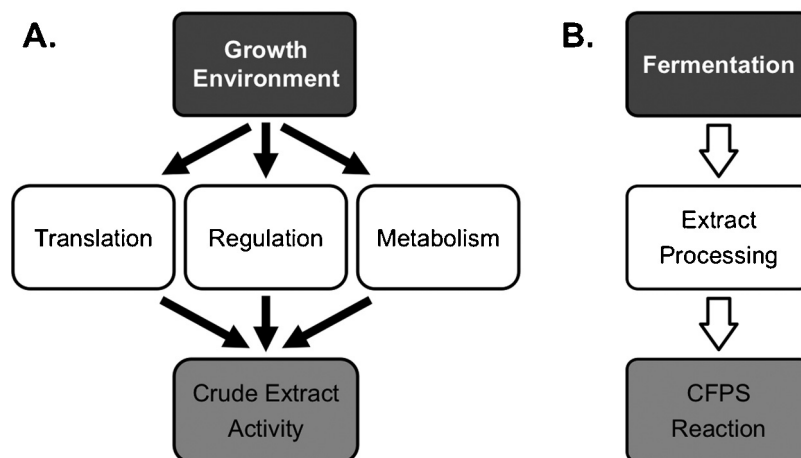 A.
Growth
Environment
Translation
Regulation
Metabolism
Crude Extract
Activity
B.
Fermentation
Extract
Processing
CFPS
Reaction